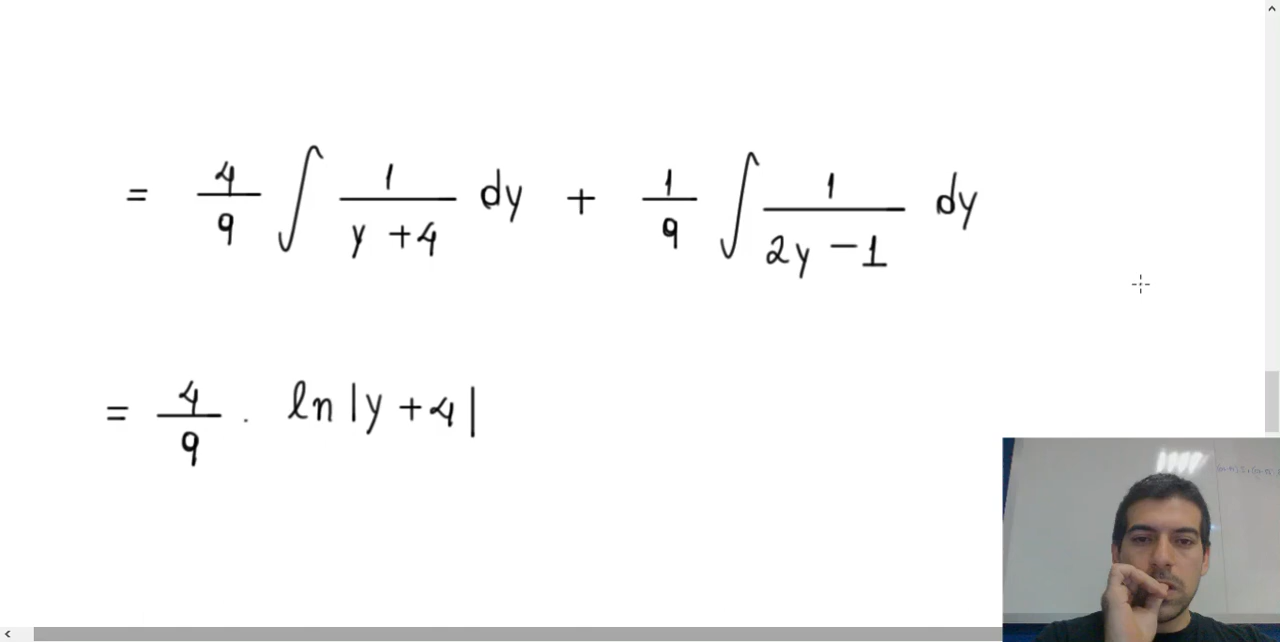 = 4/9 ∫ 1/(y + 4) dy + 1/9 ∫ 1/(2y − 1) dy
= 4/9 · ln |y + 4|